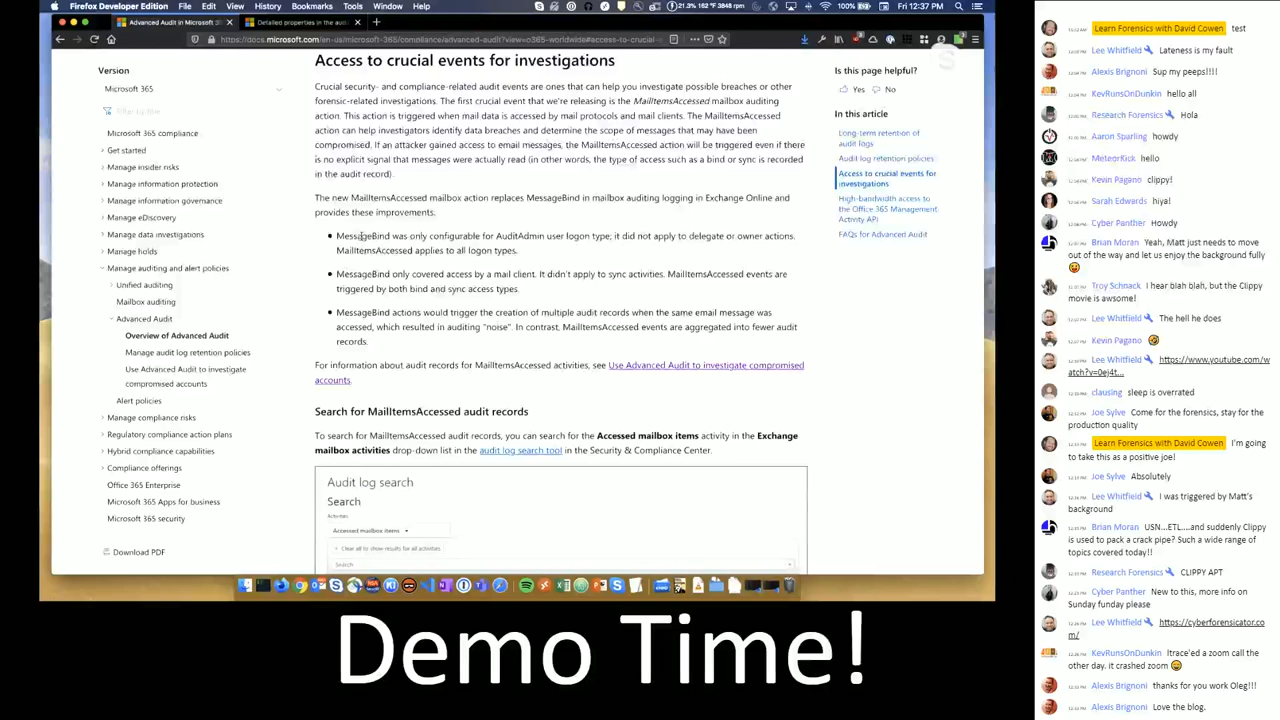 Firefox Developer Edition File Edit View History Bookmarks Tools Window Help
21.3% 162 °F 3848 rpm 100% Fri 12:37 PM
Advanced Audit in Microsoft 3
Detailed properties in the audi
https://docs.microsoft.com/en-us/microsoft-365/compliance/advanced-audit?view=o365-worldwide#access-to-crucial-
Version
Microsoft 365
Filter by title
Microsoft 365 compliance
Get started
Manage insider risks
Manage information protection
Manage information governance
Manage eDiscovery
Manage data investigations
Manage holds
Manage auditing and alert policies
Unified auditing
Mailbox auditing
Advanced Audit
Overview of Advanced Audit
Manage audit log retention policies
Use Advanced Audit to investigate
compromised accounts
Alert policies
Manage compliance risks
Regulatory compliance action plans
Hybrid compliance capabilities
Compliance offerings
Office 365 Enterprise
Microsoft 365 Apps for business
Microsoft 365 security
Download PDF
Access to crucial events for investigations
Crucial security- and compliance-related audit events are ones that can help you investigate possible breaches or other
forensic-related investigations. The first crucial event that we're releasing is the MailItemsAccessed mailbox auditing
action. This action is triggered when mail data is accessed by mail protocols and mail clients. The MailItemsAccessed
action can help investigators identify data breaches and determine the scope of messages that may have been
compromised. If an attacker gained access to email messages, the MailItemsAccessed action will be triggered even if there
is no explicit signal that messages were actually read (in other words, the type of access such as a bind or sync is recorded
in the audit record).
The new MailItemsAccessed mailbox action replaces MessageBind in mailbox auditing logging in Exchange Online and
provides these improvements:
MessageBind was only configurable for AuditAdmin user logon type; it did not apply to delegate or owner actions.
MailItemsAccessed applies to all logon types.
MessageBind only covered access by a mail client. It didn't apply to sync activities. MailItemsAccessed events are
triggered by both bind and sync access types.
MessageBind actions would trigger the creation of multiple audit records when the same email message was
accessed, which resulted in auditing "noise". In contrast, MailItemsAccessed events are aggregated into fewer audit
records.
For information about audit records for MailItemsAccessed activities, see Use Advanced Audit to investigate compromised
accounts.
Search for MailItemsAccessed audit records
To search for MailItemsAccessed audit records, you can search for the Accessed mailbox items activity in the Exchange
mailbox activities drop-down list in the audit log search tool in the Security & Compliance Center.
Audit log search
Search
Activities
Accessed mailbox items
Clear all to show results for all activities
Search
Is this page helpful?
Yes No
In this article
Long-term retention of
audit logs
Audit log retention policies
Access to crucial events for
investigations
High-bandwidth access to
the Office 365 Management
Activity API
FAQs for Advanced Audit
Demo Time!
Learn Forensics with David Cowen test
Lee Whitfield Lateness is my fault
Alexis Brignoni Sup my peeps!!!!
KevRunsOnDunkin hello all
Research Forensics Hola
Aaron Sparling howdy
MeteorKick hello
Kevin Pagano clippy!
Sarah Edwards hiya!
Cyber Panther Howdy
Brian Moran Yeah, Matt just needs to move
out of the way and let us enjoy the background fully
Troy Schnack I hear blah blah, but the Clippy
movie is awsome!
Lee Whitfield The hell he does
Kevin Pagano
Lee Whitfield https://www.youtube.com/w
atch?v=0ej4t...
clausing sleep is overrated
Joe Sylve Come for the forensics, stay for the
production quality
Learn Forensics with David Cowen I'm going
to take this as a positive joe!
Joe Sylve Absolutely
Lee Whitfield I was triggered by Matt's
background
Brian Moran USN...ETL....and suddenly Clippy
is used to pack a crack pipe? Such a wide range of
topics covered today!!
Research Forensics CLIPPY APT
Cyber Panther New to this, more info on
Sunday funday please
Lee Whitfield https://cyberforensicator.co
m/
KevRunsOnDunkin ltrace'ed a zoom call the
other day. it crashed zoom
Alexis Brignoni thanks for you work Oleg!!!
Alexis Brignoni Love the blog.